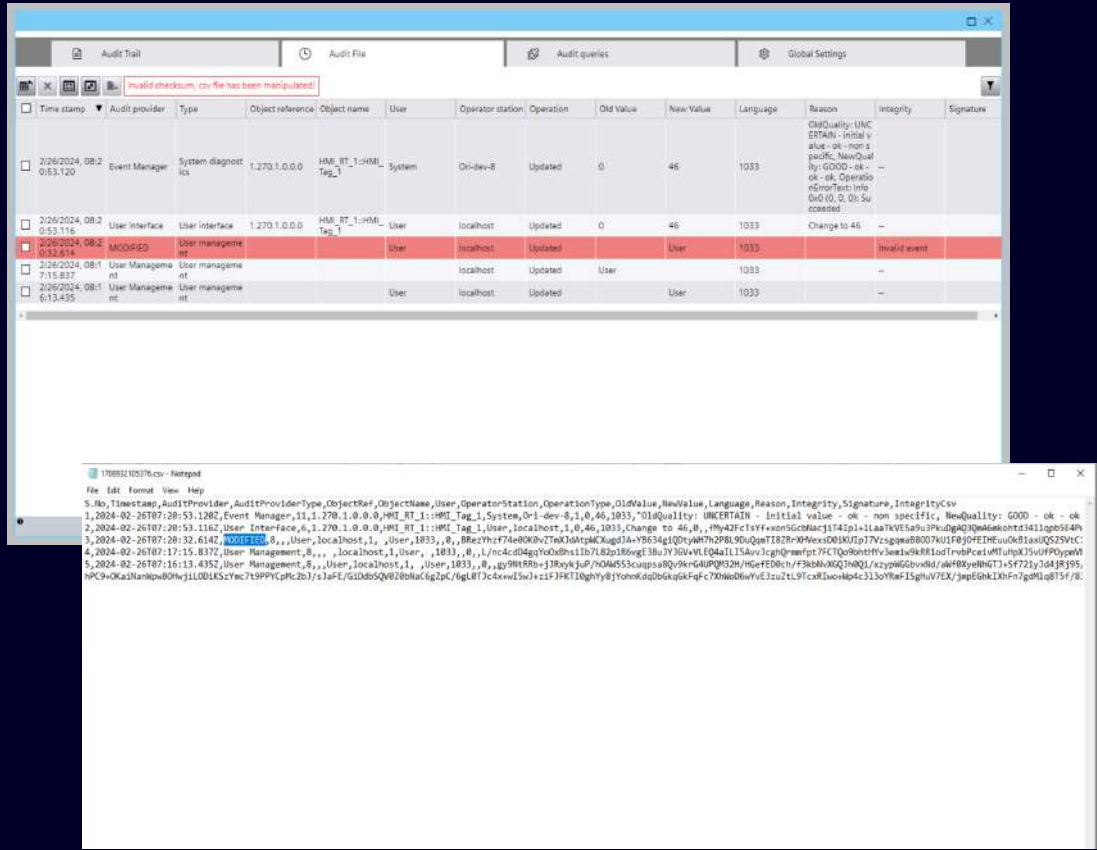 Audit Trail Audit File Audit queries Global Settings
Invalid checksum, csv file has been manipulated!
Time stamp Audit provider Type Object reference Object name User Operator station Operation Old Value New Value Language Reason Integrity Signature
OldQuality: UNC
ERTAIN - initial v
alue - ok - non s
pecific, NewQual
ity: GOOD - ok -
ok - ok, Operatio
nErrorText: Info
0x0 (0, 0, 0): Su
cceeded
2/26/2024, 08:2
0:53.120
Event Manager
System diagnost
ics
1.270.1.0.0.0
HMI_RT_1::HMI_
Tag_1
System Ori-dev-8 Updated 0 46 1033 --
2/26/2024, 08:2
0:53.116
User Interface User interface 1.270.1.0.0.0
HMI_RT_1::HMI_
Tag_1
User localhost Updated 0 46 1033 Change to 46 --
2/26/2024, 08:2
0:32.614
MODIFIED
User manageme
nt
User localhost Updated User 1033 Invalid event
2/26/2024, 08:1
7:15.837
User Manageme
nt
User manageme
nt
localhost Updated User 1033 --
2/26/2024, 08:1
6:13.435
User Manageme
nt
User manageme
nt
User localhost Updated User 1033 --
1708932105376.csv - Notepad
File Edit Format View Help
S.No,Timestamp,AuditProvider,AuditProviderType,ObjectRef,ObjectName,User,OperatorStation,OperationType,OldValue,NewValue,Language,Reason,Integrity,Signature,IntegrityCsv
1,2024-02-26T07:20:53.120Z,Event Manager,11,1.270.1.0.0.0,HMI_RT_1::HMI_Tag_1,System,Ori-dev-8,1,0,46,1033,"OldQuality: UNCERTAIN - initial value - ok - non specific, NewQuality: GOOD - ok - ok
2,2024-02-26T07:20:53.116Z,User Interface,6,1.270.1.0.0.0,HMI_RT_1::HMI_Tag_1,User,localhost,1,0,46,1033,Change to 46,0,,
3,2024-02-26T07:20:32.614Z,MODIFIED,8,,,User,localhost,1, ,User,1033,,0,,
4,2024-02-26T07:17:15.837Z,User Management,8,,, ,localhost,1,User, ,1033,,0,,
5,2024-02-26T07:16:13.435Z,User Management,8,,,User,localhost,1, ,User,1033,,0,,